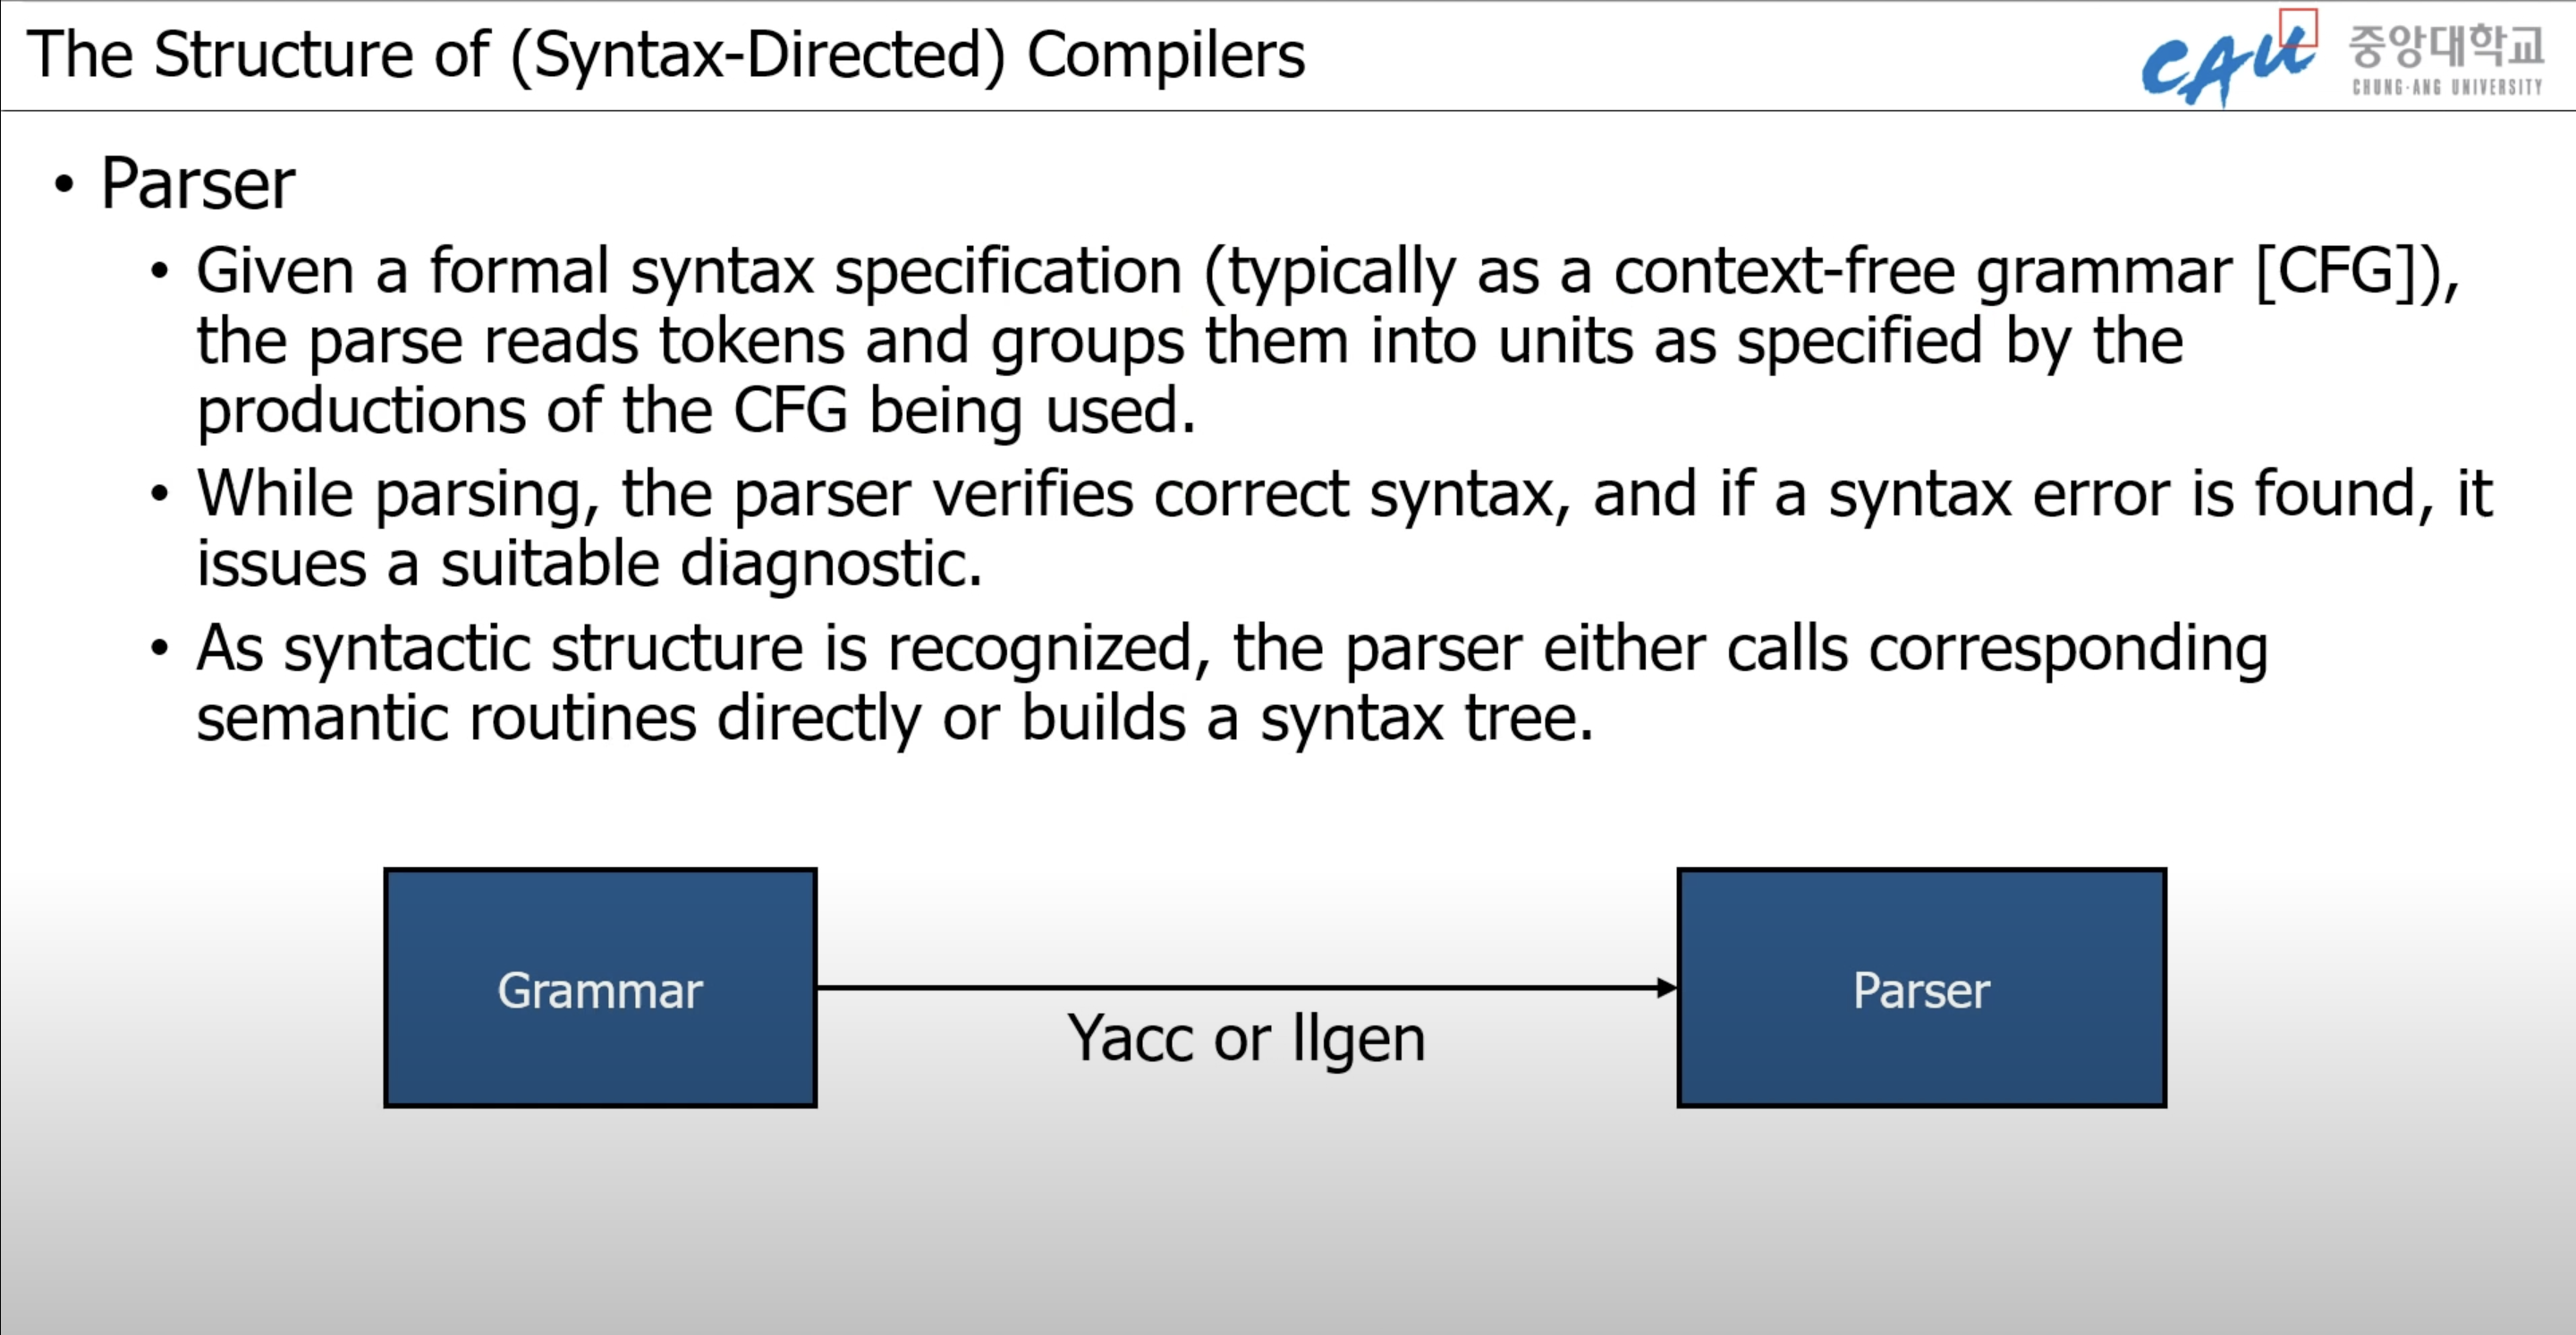 The Structure of (Syntax-Directed) Compilers
CAU
중앙대학교
CHUNG-ANG UNIVERSITY
• Parser
• Given a formal syntax specification (typically as a context-free grammar [CFG]),
the parse reads tokens and groups them into units as specified by the
productions of the CFG being used.
• While parsing, the parser verifies correct syntax, and if a syntax error is found, it
issues a suitable diagnostic.
• As syntactic structure is recognized, the parser either calls corresponding
semantic routines directly or builds a syntax tree.
Grammar
Yacc or llgen
Parser